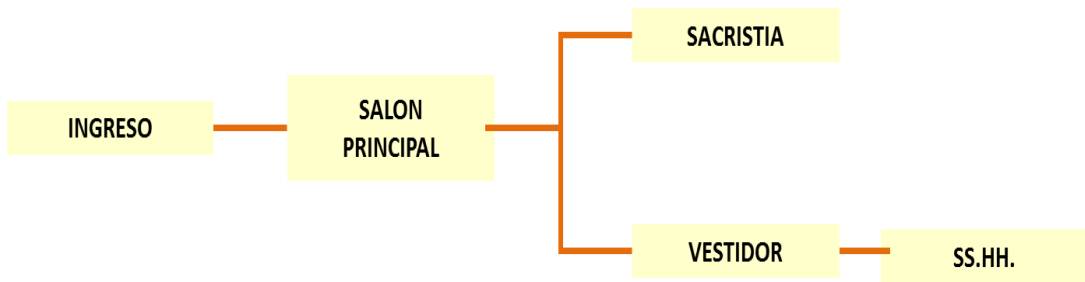 INGRESO
SALON
PRINCIPAL
SACRISTIA
VESTIDOR
SS.HH.